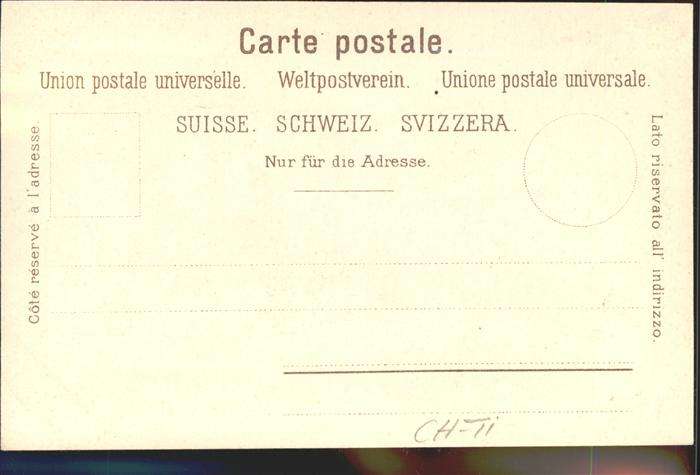 Carte postale.
Union postale universelle. Weltpostverein. Unione postale universale.
SUISSE. SCHWEIZ. SVIZZERA.
Nur für die Adresse.
Côté réservé à l'adresse.
Lato riservato all' indirizzo.
CH-Ti